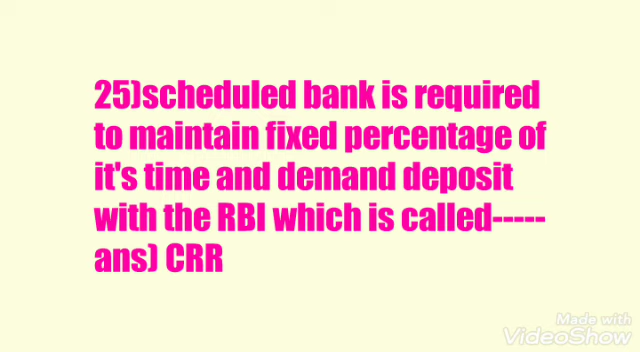 25)scheduled bank is required
to maintain fixed percentage of
it's time and demand deposit
with the RBI which is called-----
ans) CRR
Made with
VideoShow